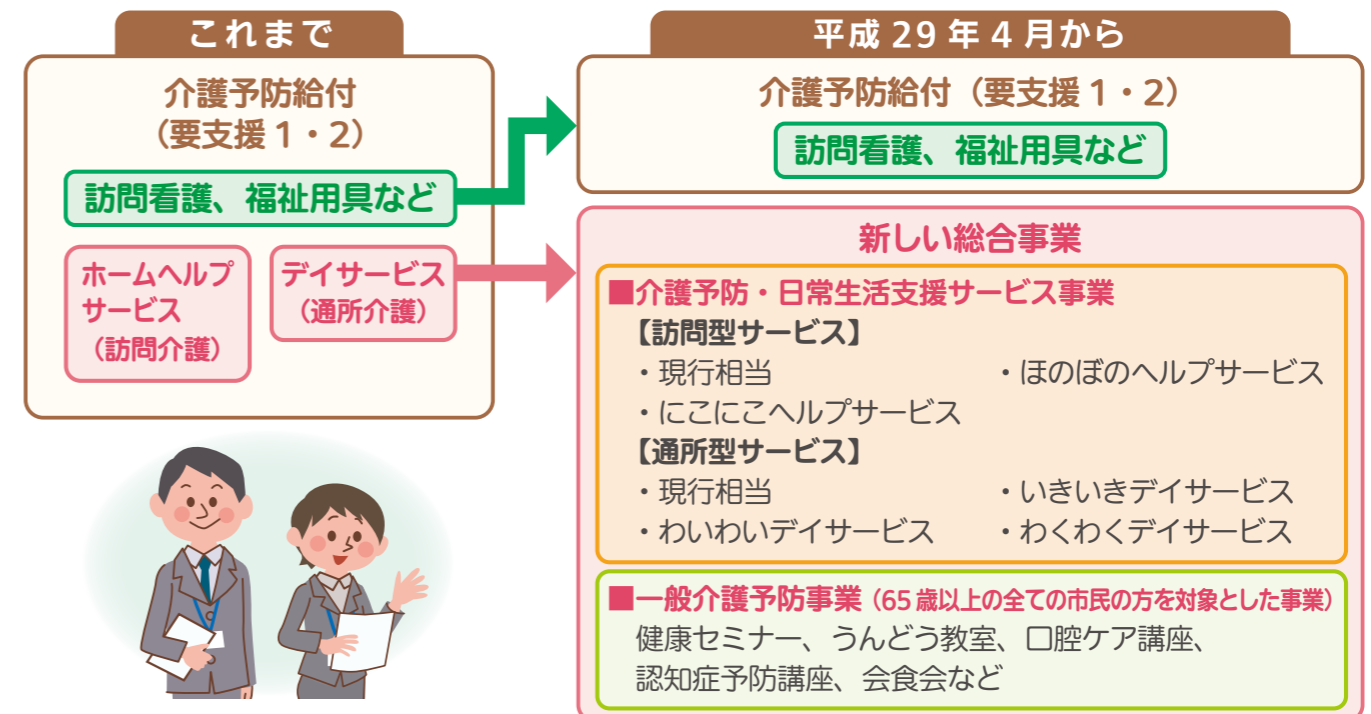 これまで
介護予防給付
（要支援1・2）
訪問看護、福祉用具など
ホームヘルプ
サービス
（訪問介護）
デイサービス
（通所介護）
平成29年4月から
介護予防給付（要支援1・2）
訪問看護、福祉用具など
新しい総合事業
■介護予防・日常生活支援サービス事業
【訪問型サービス】
・現行相当　・ほのぼのヘルプサービス
・にこにこヘルプサービス
【通所型サービス】
・現行相当　・いきいきデイサービス
・わいわいデイサービス　・わくわくデイサービス
■一般介護予防事業（65歳以上の全ての市民の方を対象とした事業）
健康セミナー、うんどう教室、口腔ケア講座、
認知症予防講座、会食会など